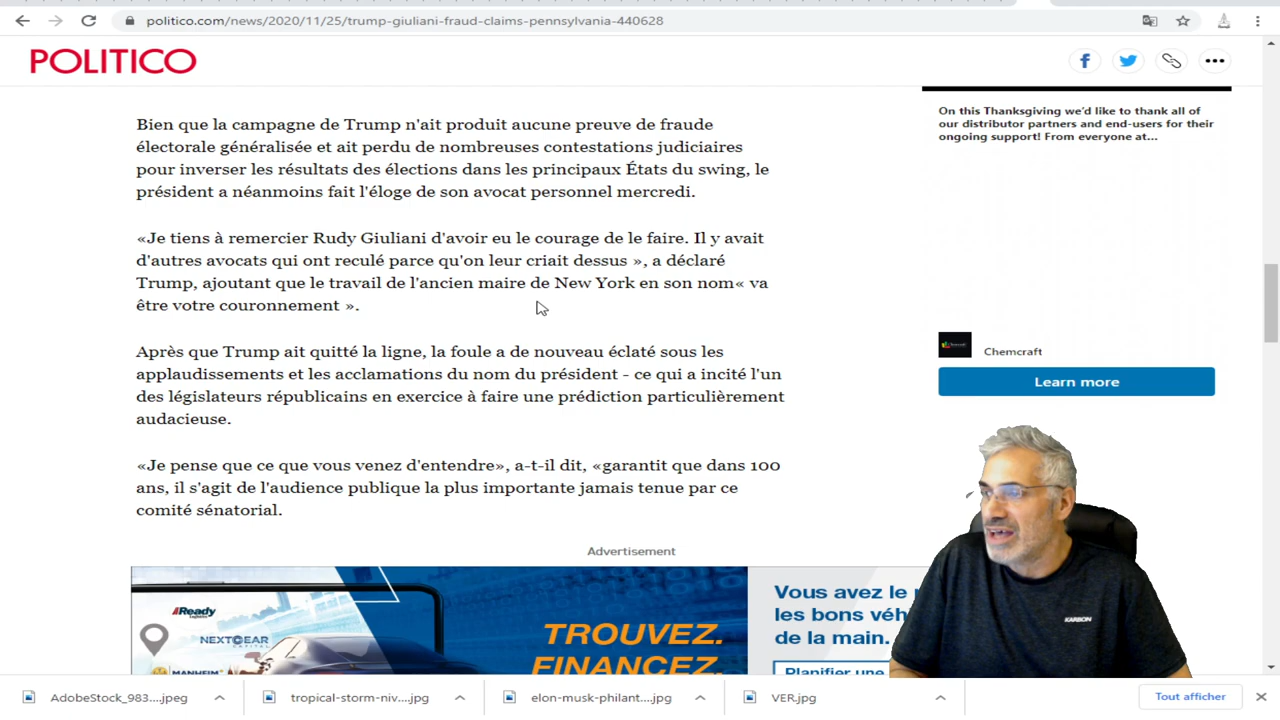 politico.com/news/2020/11/25/trump-giuliani-fraud-claims-pennsylvania-440628
POLITICO
Bien que la campagne de Trump n'ait produit aucune preuve de fraude
électorale généralisée et ait perdu de nombreuses contestations judiciaires
pour inverser les résultats des élections dans les principaux États du swing, le
président a néanmoins fait l'éloge de son avocat personnel mercredi.
«Je tiens à remercier Rudy Giuliani d'avoir eu le courage de le faire. Il y avait
d'autres avocats qui ont reculé parce qu'on leur criait dessus », a déclaré
Trump, ajoutant que le travail de l'ancien maire de New York en son nom« va
être votre couronnement ».
Après que Trump ait quitté la ligne, la foule a de nouveau éclaté sous les
applaudissements et les acclamations du nom du président - ce qui a incité l'un
des législateurs républicains en exercice à faire une prédiction particulièrement
audacieuse.
«Je pense que ce que vous venez d'entendre», a-t-il dit, «garantit que dans 100
ans, il s'agit de l'audience publique la plus importante jamais tenue par ce
comité sénatorial.
On this Thanksgiving we'd like to thank all of
our distributor partners and end-users for their
ongoing support! From everyone at...
Chemcraft
Learn more
Advertisement
Ready
NEXTGEAR
CAPITAL
MANHEIM
TROUVEZ.
FINANCEZ.
Vous avez le
les bons véh
de la main.
Planifier une
KARBON
AdobeStock_983....jpeg
tropical-storm-niv....jpg
elon-musk-philant....jpg
VER.jpg
Tout afficher